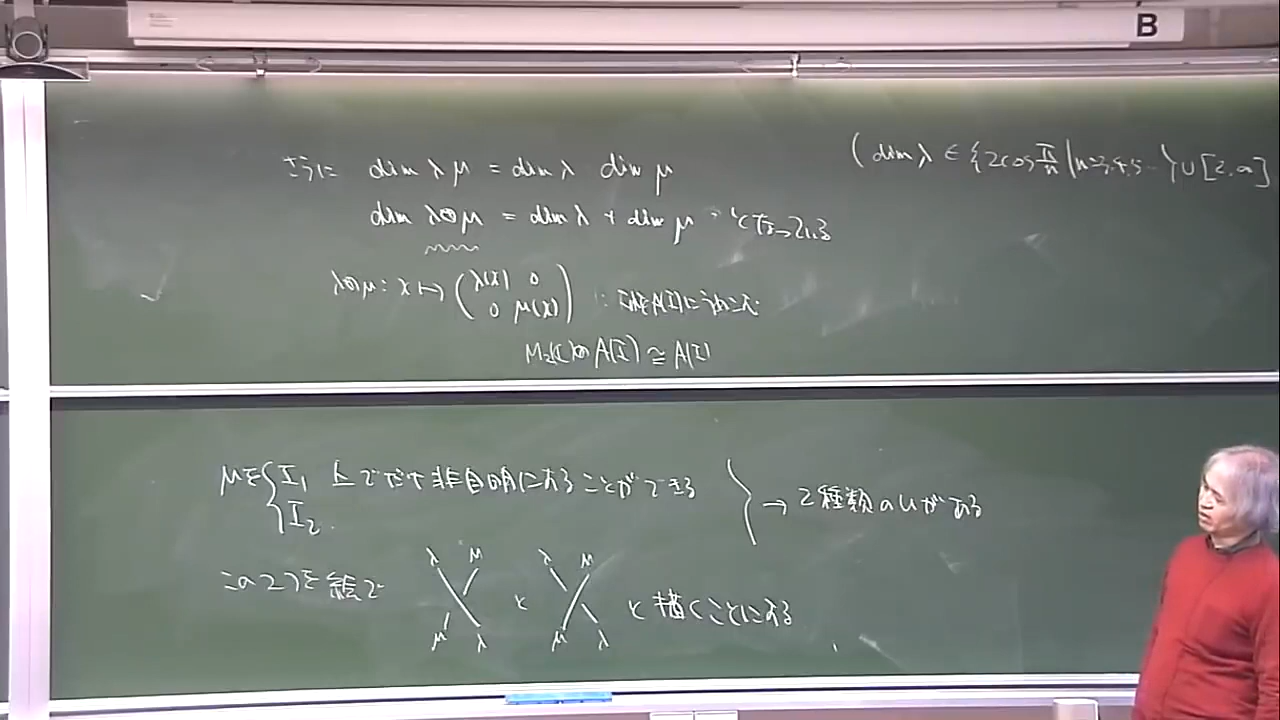 B
さらに dim λμ = dim λ dim μ
(dim λ ∈ {2cos π/n | n=3,4,5…} ∪ [2,∞]
dim λ⊕μ = dim λ + dim μ となっている
λ⊕μ : x ↦ (λ(x) 0
0 μ(x)) : A(I)
M₂(C)⊗A(I) ≅ A(I)
μを { I₁ 上でだけ非自明にすることができる } → 2種類のUがある
I₂.
この2つを絵で
λ μ と λ μ と描くことにする
μ λ μ λ